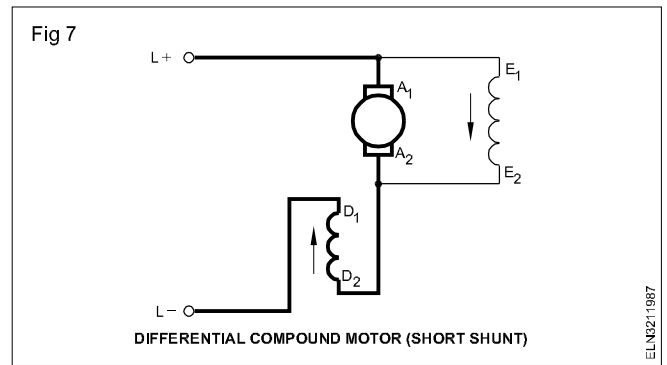 Fig 7
L+
A1
A2
E1
E2
D1
D2
L−
DIFFERENTIAL COMPOUND MOTOR (SHORT SHUNT)
ELN3211987